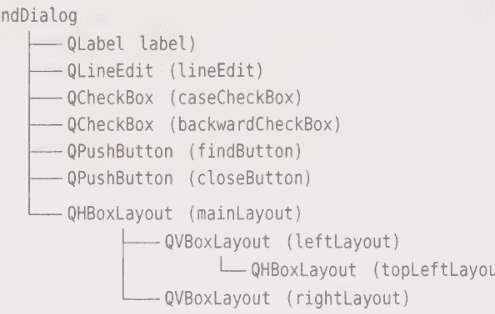 ndDialog
QLabel label)
QLineEdit (lineEdit)
QCheckBox (caseCheckBox)
QCheckBox (backwardCheckBox)
QPushButton (findButton)
QPushButton (closeButton)
QHBoxLayout (mainLayout)
QVBoxLayout (leftLayout)
QHBoxLayout (topLeftLayou
QVBoxLayout (rightLayout)